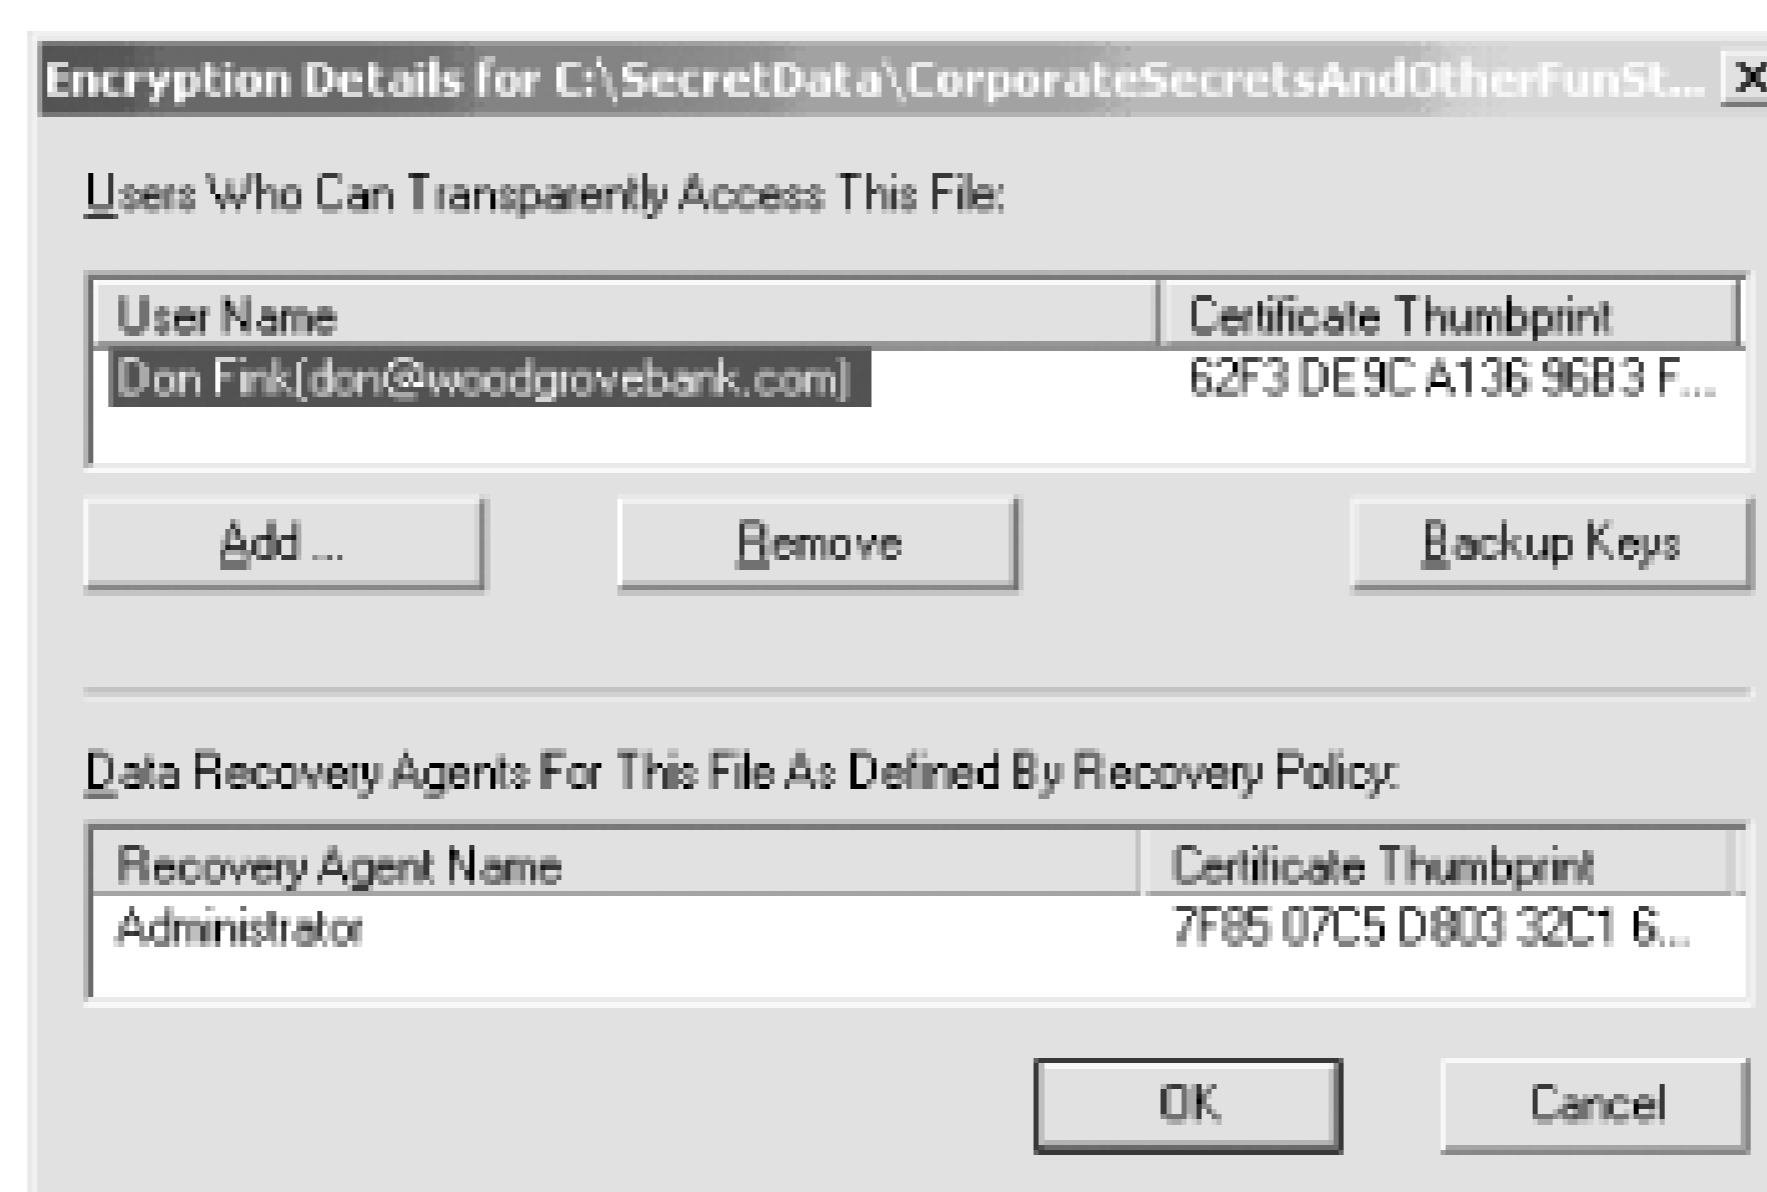 Encryption Details for C:\SecretData\CorporateSecretsAndOtherFunSt... X
Users Who Can Transparently Access This File:
User Name Certificate Thumbprint
Don Fink(don@woodgrovebank.com) 62F3 DE9C A136 96B3 F...
Add ... Remove Backup Keys
Data Recovery Agents For This File As Defined By Recovery Policy:
Recovery Agent Name Certificate Thumbprint
Administrator 7F85 07C5 D803 32C1 6...
OK Cancel